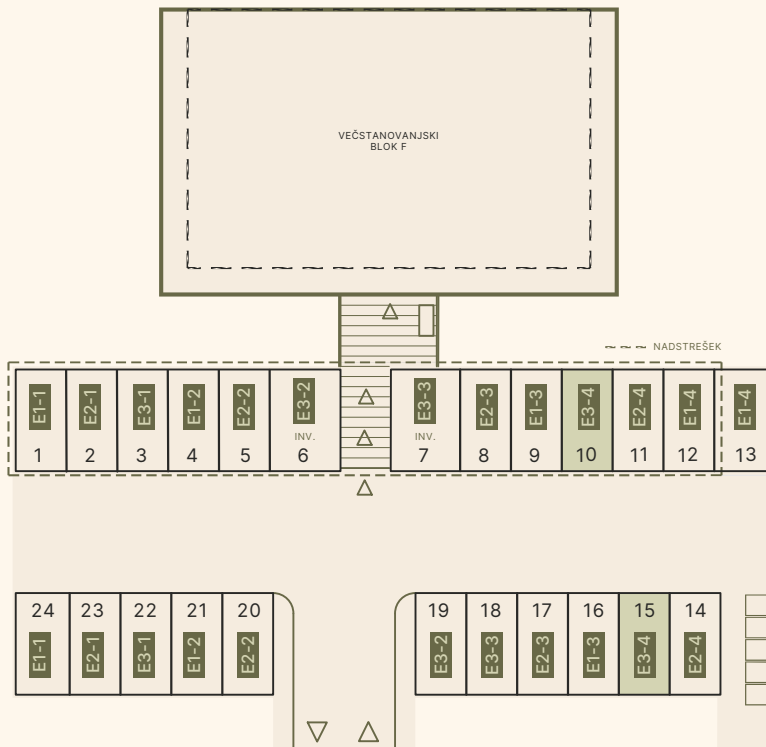 VEČSTANOVANJSKI
BLOK F
NADSTREŠEK
E1-1 E2-1 E3-1 E1-2 E2-2 E3-2 E3-3 E2-3 E1-3 E3-4 E2-4 E1-4 E1-4
INV. INV.
1 2 3 4 5 6 7 8 9 10 11 12 13
24 23 22 21 20 19 18 17 16 15 14
E1-1 E2-1 E3-1 E1-2 E2-2 E3-2 E3-3 E2-3 E1-3 E3-4 E2-4